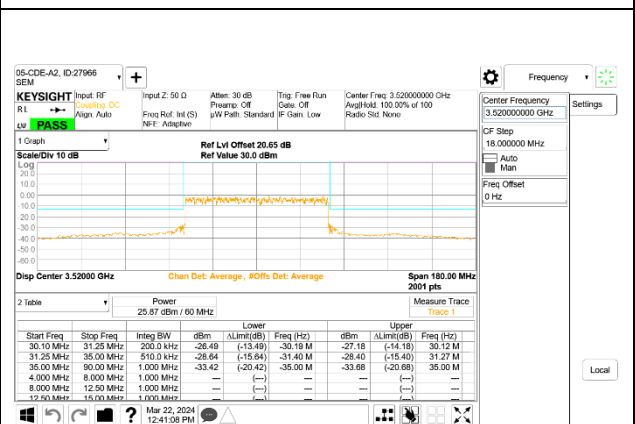 05-CDE-A2, ID:27966
SEM
Frequency
KEYSIGHT Input: RF Input Z: 50 Ω Atten: 30 dB Trig: Free Run Center Freq: 3.520000000 GHz
R L Coupling: DC Preamp: Off Gate: Off Avg|Hold: 100.00% of 100
Align: Auto Freq Ref: Int (S) µW Path: Standard IF Gain: Low Radio Std: None
PASS NFE: Adaptive
Center Frequency
3.520000000 GHz
Settings
CF Step
18.000000 MHz
Auto
Man
Freq Offset
0 Hz
Local
1 Graph
Ref Lvl Offset 20.65 dB
Scale/Div 10 dB Ref Value 30.0 dBm
Log
20.0
10.0
0.00
-10.0
-20.0
-30.0
-40.0
-50.0
-60.0
Disp Center 3.52000 GHz Chan Det: Average, #Offs Det: Average Span 180.00 MHz
2001 pts
2 Table Power Measure Trace
25.87 dBm / 60 MHz Trace 1
Lower Upper
Start Freq Stop Freq Integ BW dBm ΔLimit(dB) Freq (Hz) dBm ΔLimit(dB) Freq (Hz)
30.10 MHz 31.25 MHz 200.0 kHz -26.49 (-13.49) -30.19 M -27.18 (-14.18) 30.12 M
31.25 MHz 35.00 MHz 510.0 kHz -28.64 (-15.64) -31.40 M -28.40 (-15.40) 31.27 M
35.00 MHz 90.00 MHz 1.000 MHz -33.42 (-20.42) -35.00 M -33.68 (-20.68) 35.00 M
4.000 MHz 8.000 MHz 1.000 MHz --- (---) --- --- (---) ---
8.000 MHz 12.50 MHz 1.000 MHz --- (---) --- --- (---) ---
12.50 MHz 15.00 MHz 1.000 MHz --- (---) --- --- (---) ---
? Mar 22, 2024
12:41:08 PM